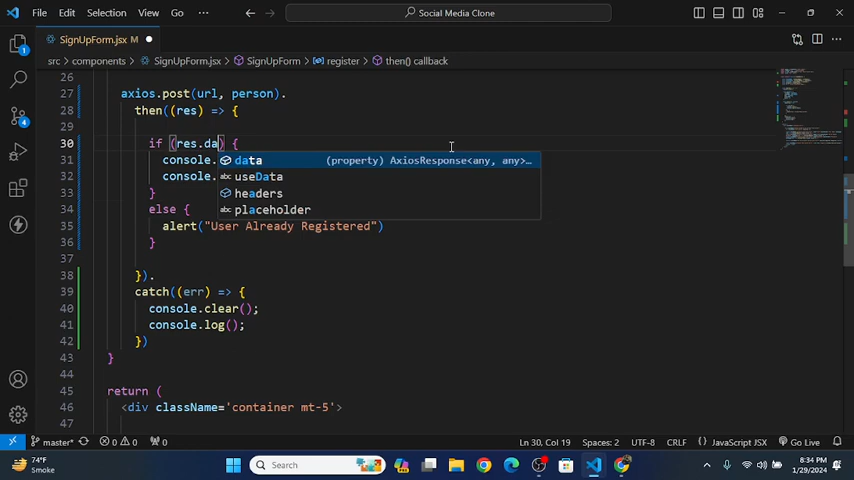 File Edit Selection View Go ··· Social Media Clone
SignUpForm.jsx M
src > components > SignUpForm.jsx > SignUpForm > register > then() callback
26
27 axios.post(url, person).
28 then((res) => {
29
30 if (res.da) {
31 console.
32 console.
33 }
34 else {
35 alert("User Already Registered")
36 }
37
38 }).
39 catch((err) => {
40 console.clear();
41 console.log();
42 })
43 }
44
45 return (
46 <div className='container mt-5'>
47
data (property) AxiosResponse<any, any>...
abc useData
headers
abc placeholder
1
master* 0 0 0 Ln 30, Col 19 Spaces: 2 UTF-8 CRLF {} JavaScript JSX Go Live
74°F
Smoke
Search
8:34 PM
1/29/2024